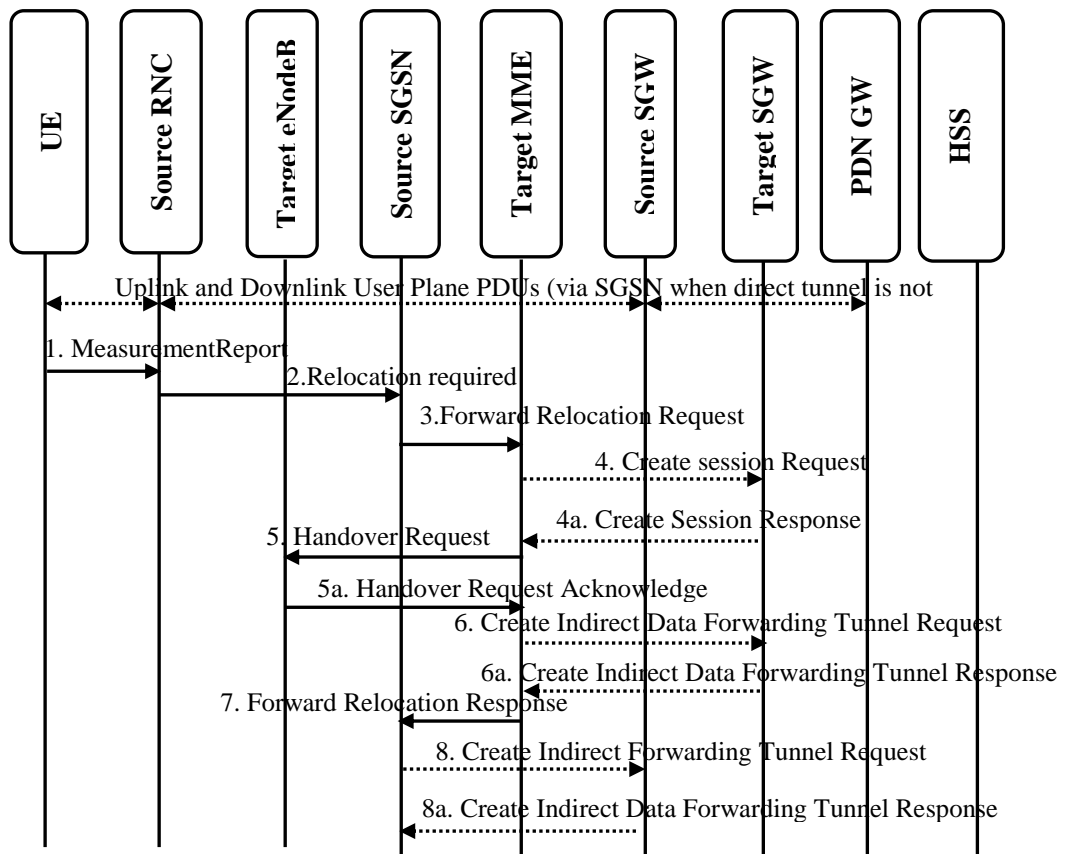 UE
Source RNC
Target eNodeB
Source SGSN
Target MME
Source SGW
Target SGW
PDN GW
HSS
Uplink and Downlink User Plane PDUs (via SGSN when direct tunnel is not
1. MeasurementReport
2.Relocation required
3.Forward Relocation Request
4. Create session Request
4a. Create Session Response
5. Handover Request
5a. Handover Request Acknowledge
6. Create Indirect Data Forwarding Tunnel Request
6a. Create Indirect Data Forwarding Tunnel Response
7. Forward Relocation Response
8. Create Indirect Forwarding Tunnel Request
8a. Create Indirect Data Forwarding Tunnel Response